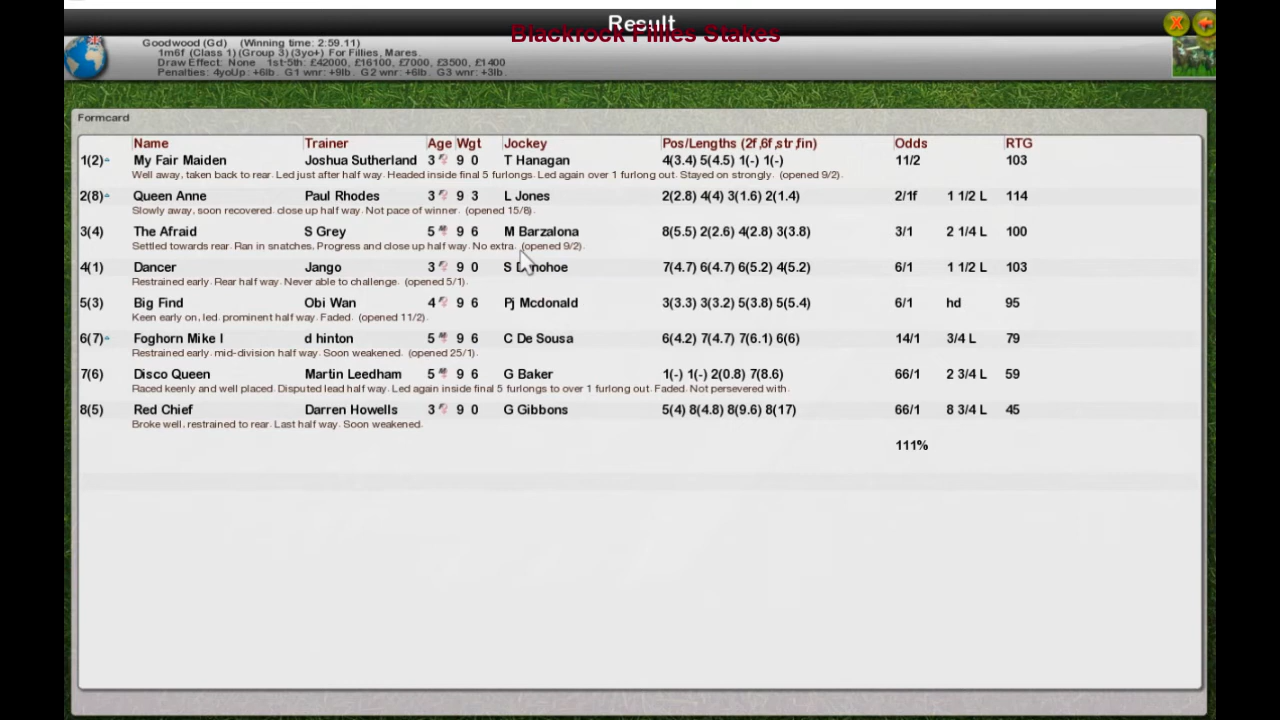 Result
Blackrock Fillies Stakes
Goodwood (Gd) (Winning time: 2:59.11)
1m6f (Class 1) (Group 3) (3yo+) For Fillies, Mares.
Draw Effect: None 1st-5th: £42000, £16100, £7000, £3500, £1400
Penalties: 4yoUp: +6lb. G1 wnr: +9lb. G2 wnr: +6lb. G3 wnr: +3lb.
Formcard
Name Trainer Age Wgt Jockey Pos/Lengths (2f,6f,str,fin) Odds RTG
1(2) My Fair Maiden Joshua Sutherland 3 9 0 T Hanagan 4(3.4) 5(4.5) 1(-) 1(-) 11/2 103
Well away, taken back to rear. Led just after half way. Headed inside final 5 furlongs. Led again over 1 furlong out. Stayed on strongly. (opened 9/2).
2(8) Queen Anne Paul Rhodes 3 9 3 L Jones 2(2.8) 4(4) 3(1.6) 2(1.4) 2/1f 1 1/2 L 114
Slowly away, soon recovered. close up half way. Not pace of winner. (opened 15/8).
3(4) The Afraid S Grey 5 9 6 M Barzalona 8(5.5) 2(2.6) 4(2.8) 3(3.8) 3/1 2 1/4 L 100
Settled towards rear. Ran in snatches, Progress and close up half way. No extra. (opened 9/2).
4(1) Dancer Jango 3 9 0 S 7(4.7) 6(4.7) 6(5.2) 4(5.2) 6/1 1 1/2 L 103
Restrained early. Rear half way. Never able to challenge. (opened 5/1).
5(3) Big Find Obi Wan 4 9 6 Pj Mcdonald 3(3.3) 3(3.2) 5(3.8) 5(5.4) 6/1 hd 95
Keen early on, led. prominent half way. Faded. (opened 11/2).
6(7) Foghorn Mike I d hinton 5 9 6 C De Sousa 6(4.2) 7(4.7) 7(6.1) 6(6) 14/1 3/4 L 79
Restrained early. mid-division half way. Soon weakened. (opened 25/1).
7(6) Disco Queen Martin Leedham 5 9 6 G Baker 1(-) 1(-) 2(0.8) 7(8.6) 66/1 2 3/4 L 59
Raced keenly and well placed. Disputed lead half way. Led again inside final 5 furlongs to over 1 furlong out. Faded. Not persevered with.
8(5) Red Chief Darren Howells 3 9 0 G Gibbons 5(4) 8(4.8) 8(9.6) 8(17) 66/1 8 3/4 L 45
Broke well, restrained to rear. Last half way. Soon weakened.
111%